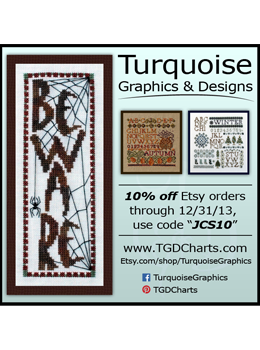 BEWARE
Turquoise
Graphics & Designs
WINTER
10% off Etsy orders
through 12/31/13,
use code “JCS10”
www.TGDCharts.com
Etsy.com/shop/TurquoiseGraphics
TurquoiseGraphics
TGDCharts